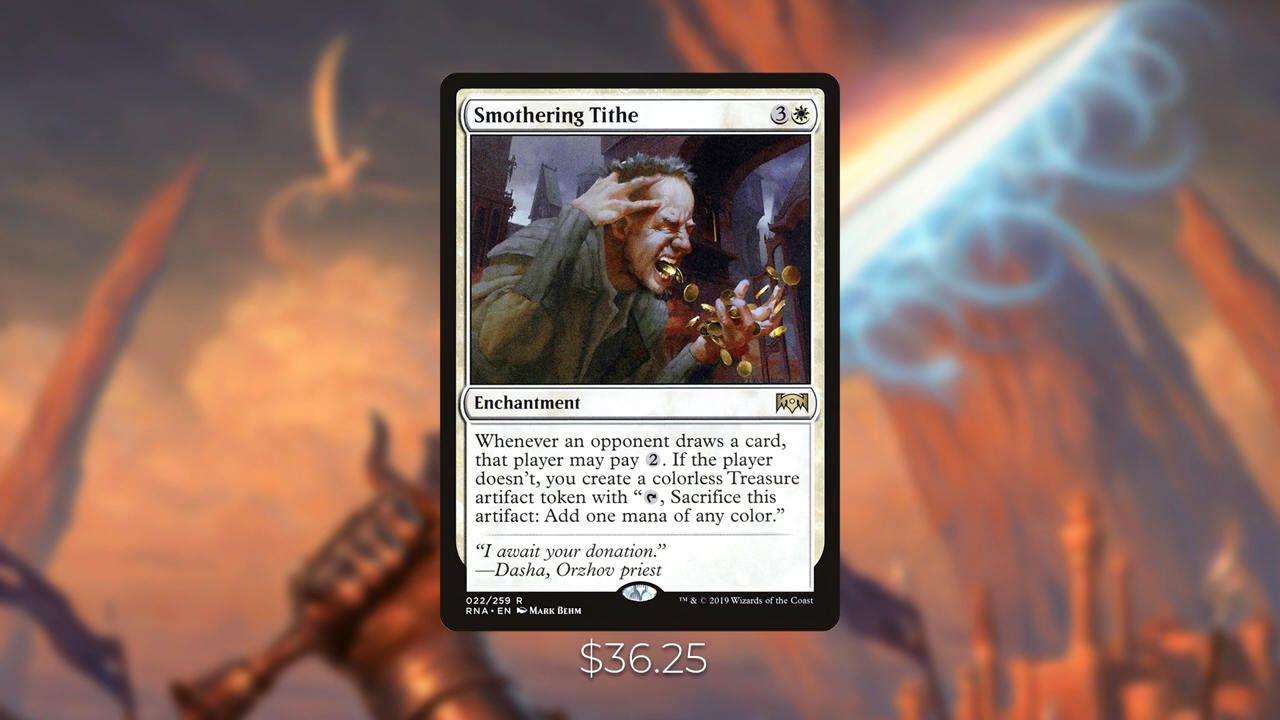 Smothering Tithe 3
Enchantment
Whenever an opponent draws a card,
that player may pay 2. If the player
doesn't, you create a colorless Treasure
artifact token with “, Sacrifice this
artifact: Add one mana of any color.”
“I await your donation.”
—Dasha, Orzhov priest
022/259 R
RNA • EN Mark Behm
™ & © 2019 Wizards of the Coast
$36.25